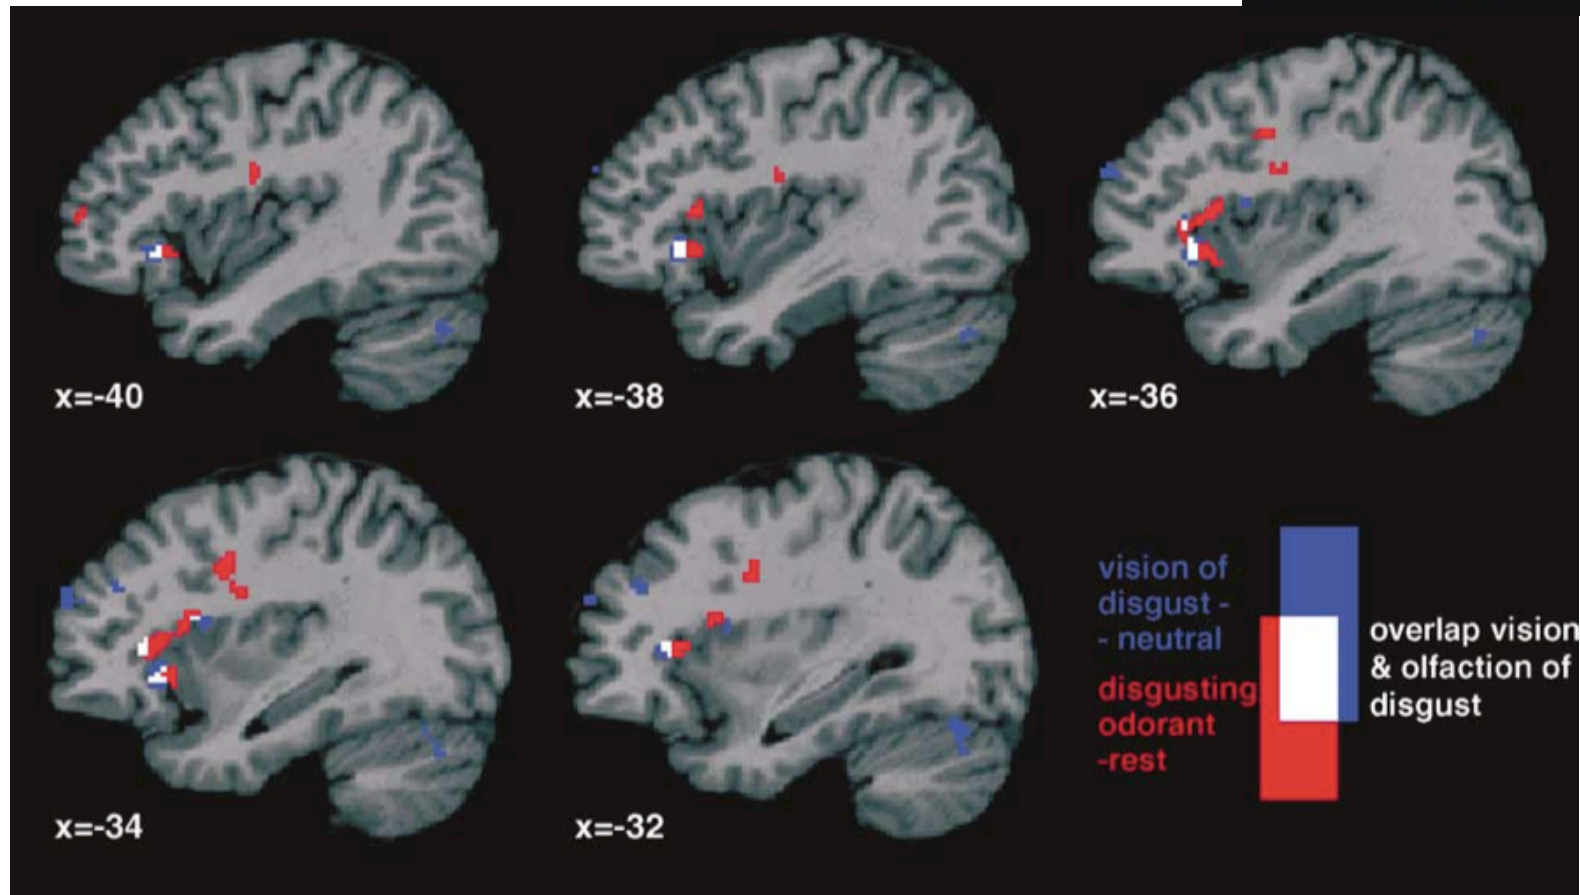 x=-40
x=-38
x=-36
x=-34
x=-32
vision of
disgust -
- neutral
disgusting
odorant
-rest
overlap vision
& olfaction of
disgust